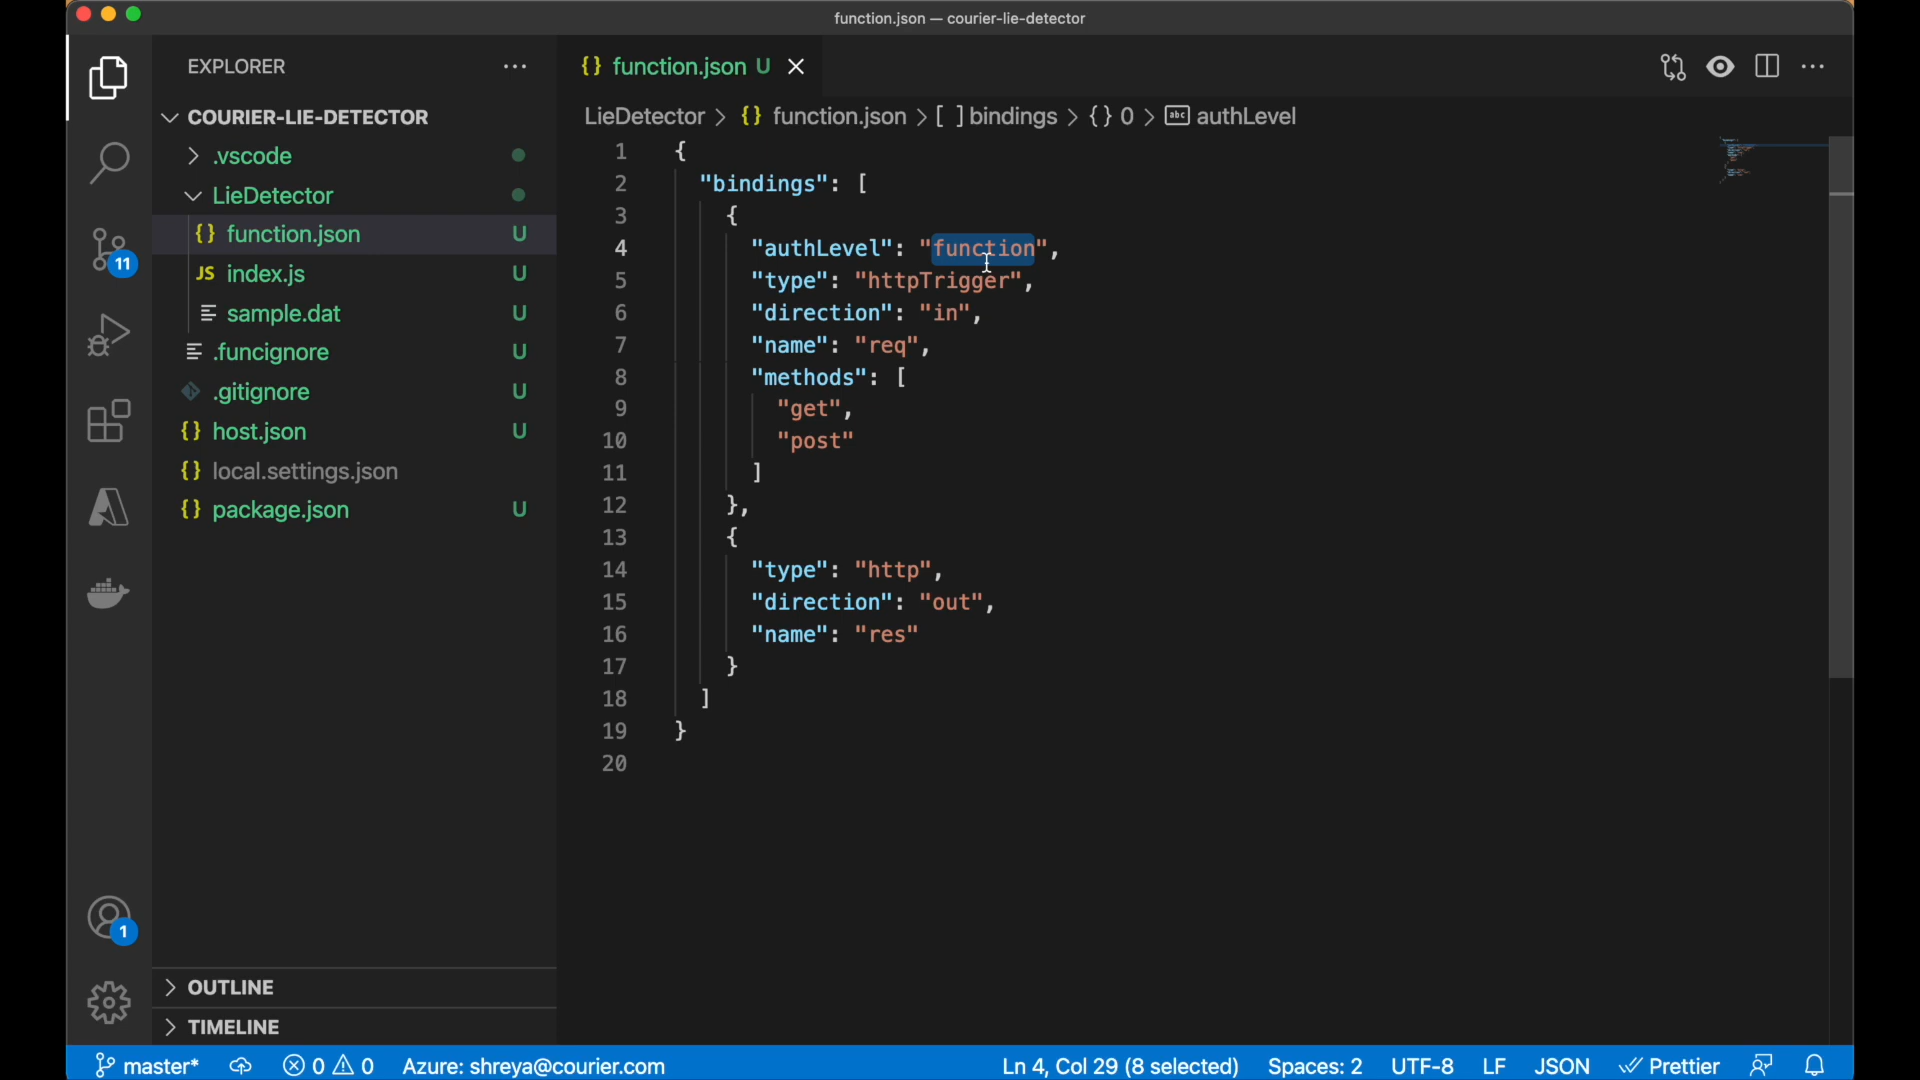 function.json — courier-lie-detector
EXPLORER
function.json U
COURIER-LIE-DETECTOR
.vscode
LieDetector
{} function.json U
JS index.js U
sample.dat U
.funcignore U
.gitignore U
{} host.json U
{} local.settings.json
{} package.json U
11
1
OUTLINE
TIMELINE
LieDetector > {} function.json > [ ] bindings > {} 0 > abc authLevel
1 {
2 "bindings": [
3 {
4 "authLevel": "function",
5 "type": "httpTrigger",
6 "direction": "in",
7 "name": "req",
8 "methods": [
9 "get",
10 "post"
11 ]
12 },
13 {
14 "type": "http",
15 "direction": "out",
16 "name": "res"
17 }
18 ]
19 }
20
master* 0 0 Azure: shreya@courier.com Ln 4, Col 29 (8 selected) Spaces: 2 UTF-8 LF JSON Prettier